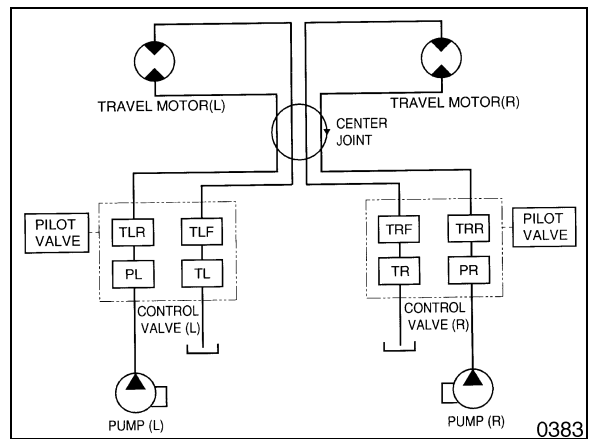 TRAVEL MOTOR(L)
TRAVEL MOTOR(R)
CENTER
JOINT
PILOT
VALVE
TLR
TLF
TRF
TRR
PILOT
VALVE
PL
TL
TR
PR
CONTROL
VALVE (L)
CONTROL
VALVE (R)
PUMP (L)
PUMP (R)
0383